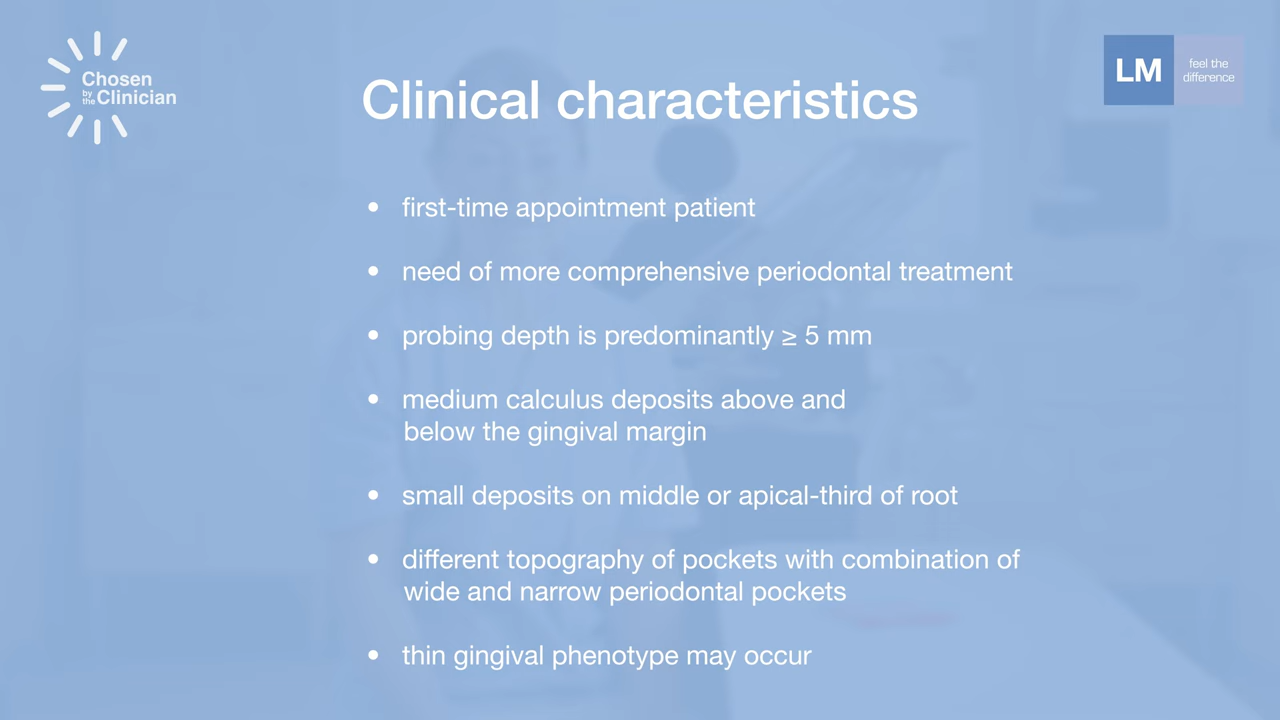 Chosen
by the Clinician
LM
feel the
difference
Clinical characteristics
• first-time appointment patient
• need of more comprehensive periodontal treatment
• probing depth is predominantly ≥ 5 mm
• medium calculus deposits above and
below the gingival margin
• small deposits on middle or apical-third of root
• different topography of pockets with combination of
wide and narrow periodontal pockets
• thin gingival phenotype may occur